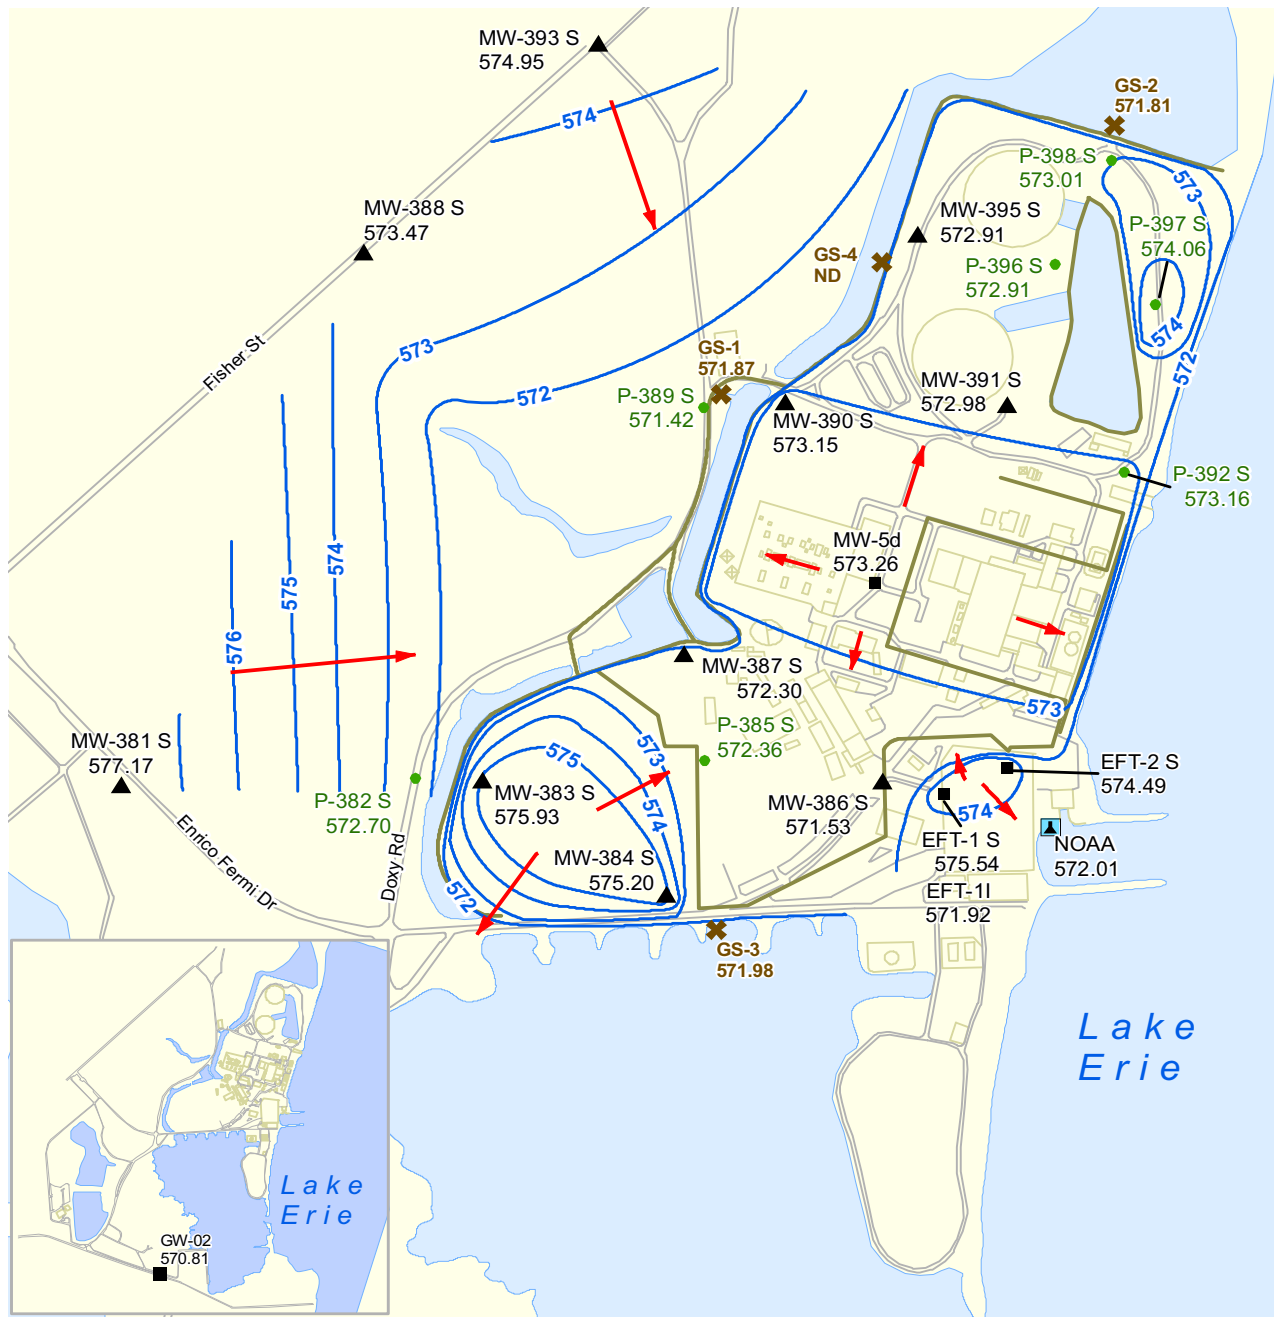 MW-393 S
574.95
574
GS-2
571.81
P-398 S
573.01
573
MW-388 S
573.47
MW-395 S
572.91
P-397 S
574.06
GS-4
ND
P-396 S
572.91
574
573
Fisher St
GS-1
571.87
572
572
P-389 S
571.42
MW-391 S
572.98
MW-390 S
573.15
P-392 S
573.16
574
575
576
MW-5d
573.26
MW-387 S
572.30
573
P-385 S
572.36
MW-381 S
577.17
573
575
574
P-382 S
572.70
MW-383 S
575.93
MW-386 S
571.53
EFT-2 S
574.49
574
EFT-1 S
575.54
NOAA
572.01
Enrico Fermi Dr
Doxy Rd
MW-384 S
575.20
572
EFT-1I
571.92
GS-3
571.98
Lake
Erie
Lake
Erie
GW-02
570.81